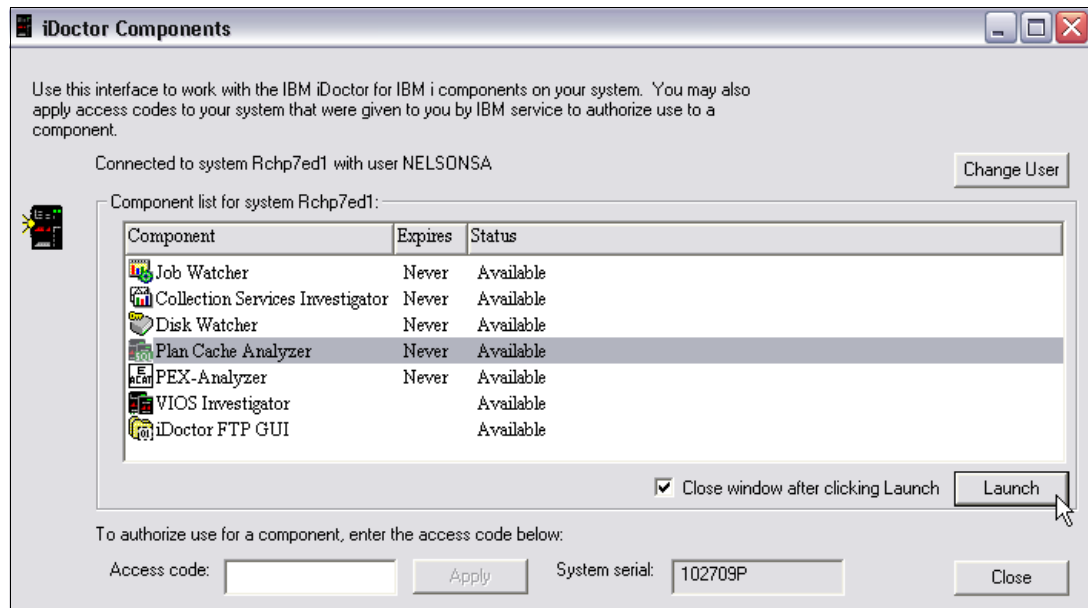 iDoctor Components
Use this interface to work with the IBM iDoctor for IBM i components on your system. You may also
apply access codes to your system that were given to you by IBM service to authorize use to a
component.
Connected to system Rchp7ed1 with user NELSONSA
Change User
Component list for system Rchp7ed1:
Component Expires Status
Job Watcher Never Available
Collection Services Investigator Never Available
Disk Watcher Never Available
Plan Cache Analyzer Never Available
PEX-Analyzer Never Available
VIOS Investigator Available
iDoctor FTP GUI Available
Close window after clicking Launch Launch
To authorize use for a component, enter the access code below:
Access code: Apply System serial: 102709P Close